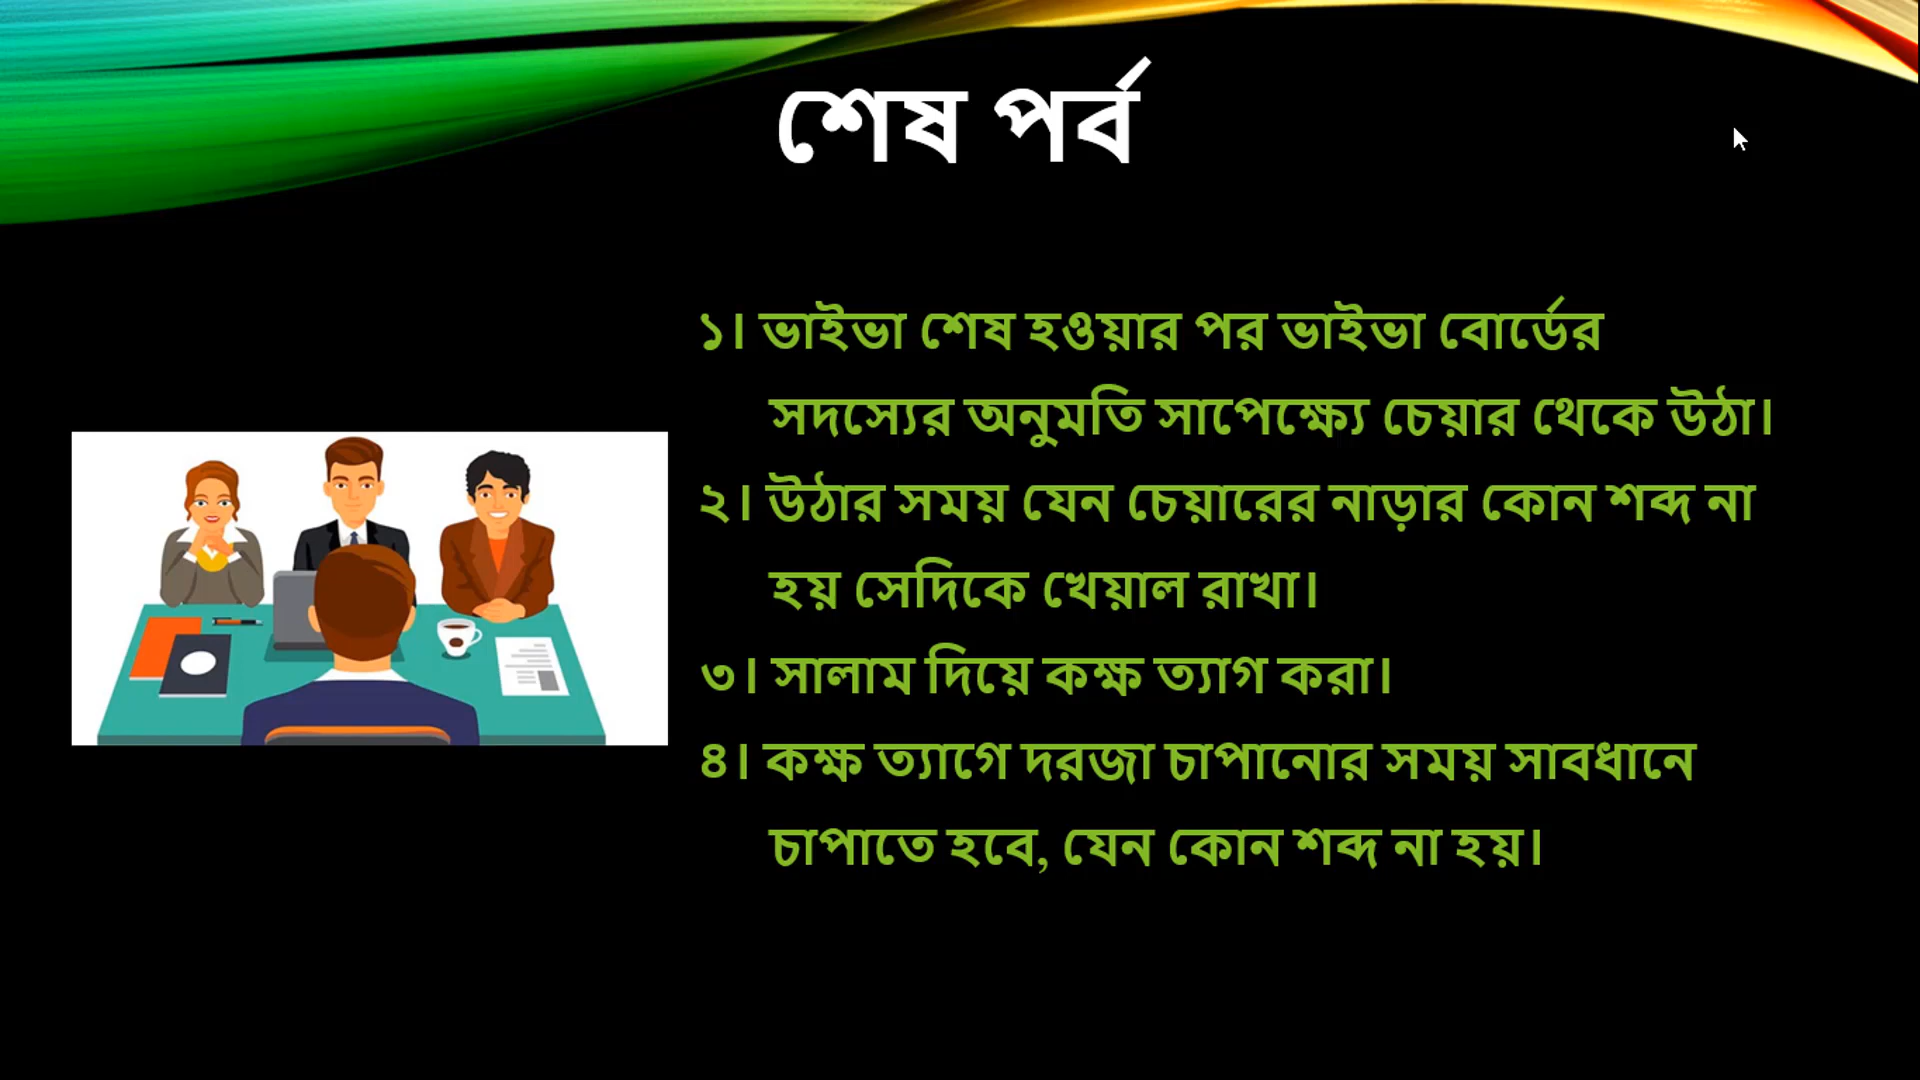 শেষ পর্ব
১। ভাইভা শেষ হওয়ার পর ভাইভা বোর্ডের
সদস্যের অনুমতি সাপেক্ষ্যে চেয়ার থেকে উঠা।
২। উঠার সময় যেন চেয়ারের নাড়ার কোন শব্দ না
হয় সেদিকে খেয়াল রাখা।
৩। সালাম দিয়ে কক্ষ ত্যাগ করা।
৪। কক্ষ ত্যাগে দরজা চাপানোর সময় সাবধানে
চাপাতে হবে, যেন কোন শব্দ না হয়।